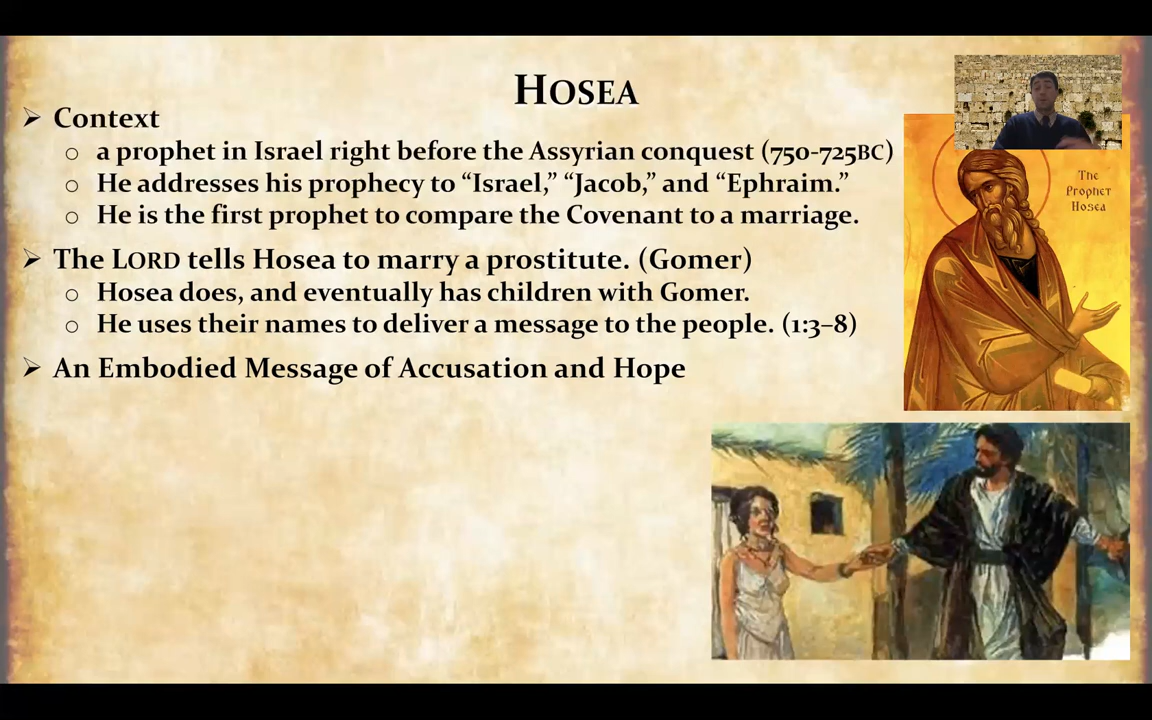 HOSEA
➢ Context
○ a prophet in Israel right before the Assyrian conquest (750-725BC)
○ He addresses his prophecy to “Israel,” “Jacob,” and “Ephraim.”
○ He is the first prophet to compare the Covenant to a marriage.
➢ The LORD tells Hosea to marry a prostitute. (Gomer)
○ Hosea does, and eventually has children with Gomer.
○ He uses their names to deliver a message to the people. (1:3–8)
➢ An Embodied Message of Accusation and Hope
The
Prophet
Hosea